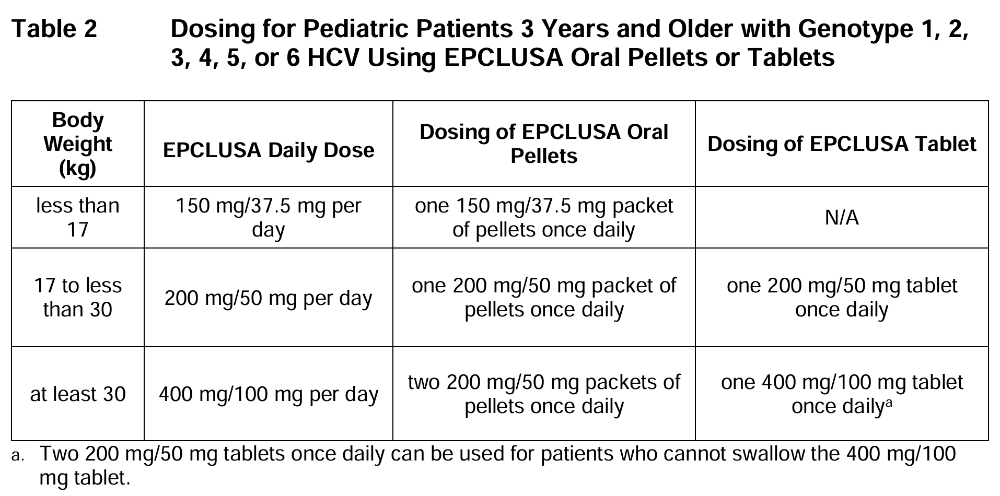 Table 2 Dosing for Pediatric Patients 3 Years and Older with Genotype 1, 2,
3, 4, 5, or 6 HCV Using EPCLUSA Oral Pellets or Tablets
Body
Weight
(kg)
EPCLUSA Daily Dose
Dosing of EPCLUSA Oral
Pellets
Dosing of EPCLUSA Tablet
less than
17
150 mg/37.5 mg per
day
one 150 mg/37.5 mg packet
of pellets once daily
N/A
17 to less
than 30
200 mg/50 mg per day
one 200 mg/50 mg packet of
pellets once daily
one 200 mg/50 mg tablet
once daily
at least 30
400 mg/100 mg per day
two 200 mg/50 mg packets of
pellets once daily
one 400 mg/100 mg tablet
once dailyª
a. Two 200 mg/50 mg tablets once daily can be used for patients who cannot swallow the 400 mg/100
mg tablet.